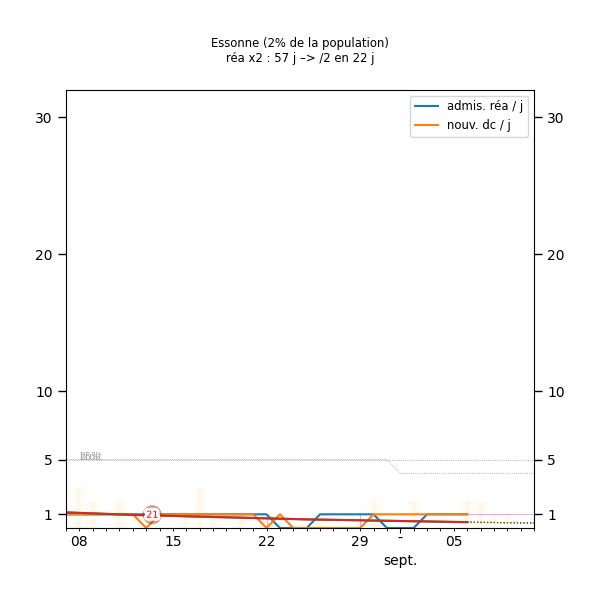 Essonne (2% de la population)
réa x2 : 57 j –> /2 en 22 j
admis. réa / j
nouv. dc / j
30 30
20 20
10 10
5 5
25%
21
1 1
08 15 22 29 - 05
sept.